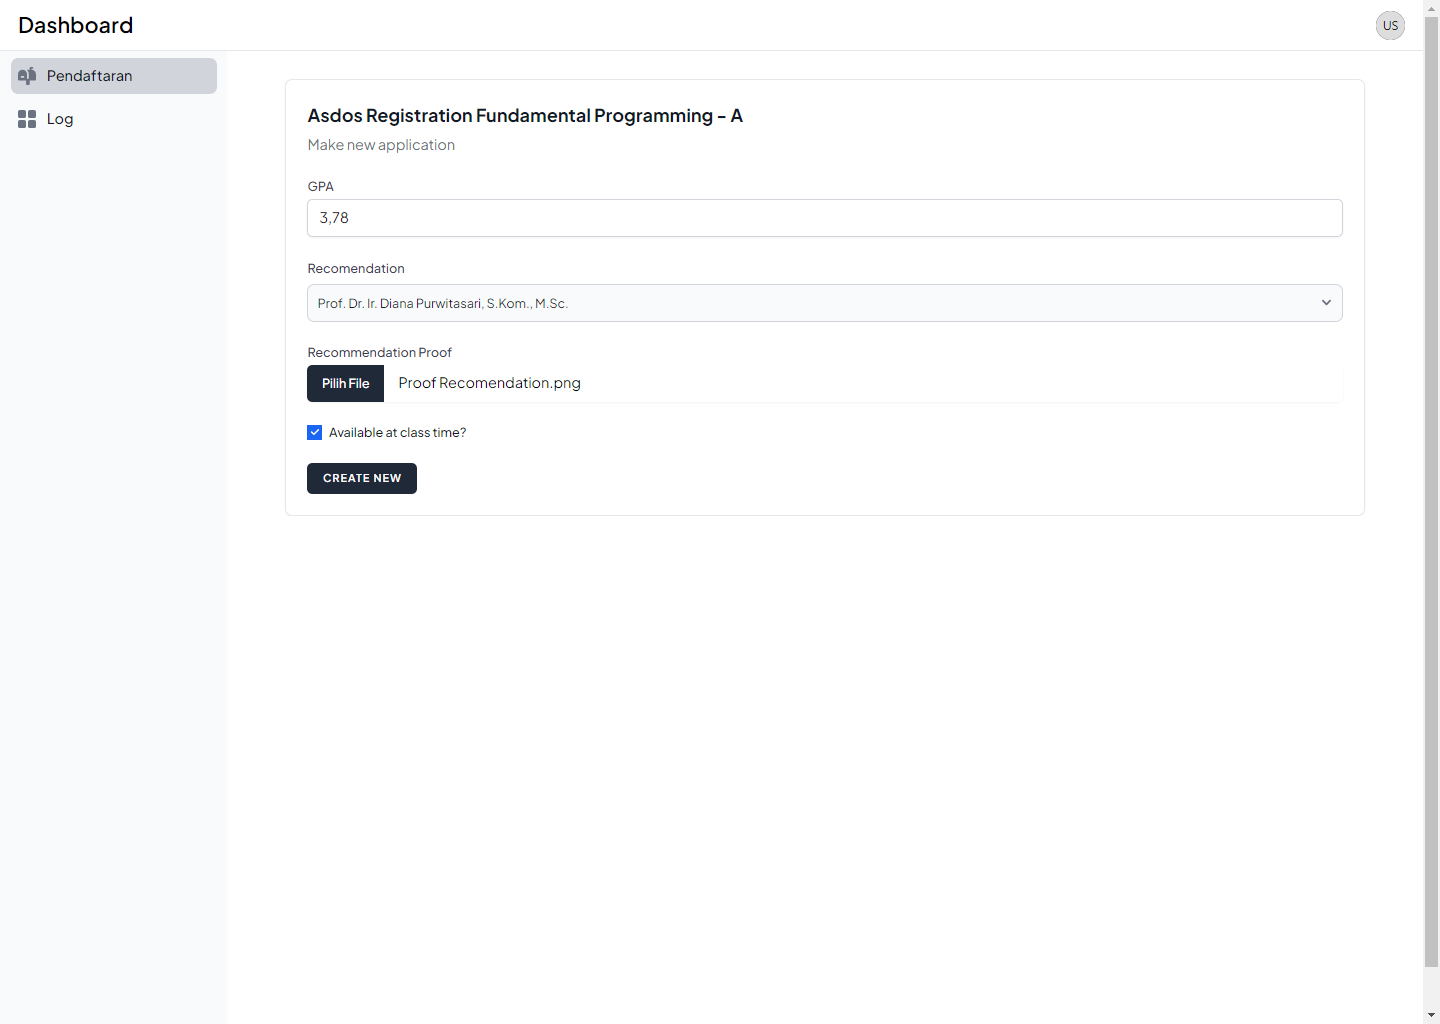 Dashboard
US
Pendaftaran
Log
Asdos Registration Fundamental Programming - A
Make new application
GPA
3,78
Recomendation
Prof. Dr. Ir. Diana Purwitasari, S.Kom., M.Sc.
Recommendation Proof
Pilih File Proof Recomendation.png
Available at class time?
CREATE NEW